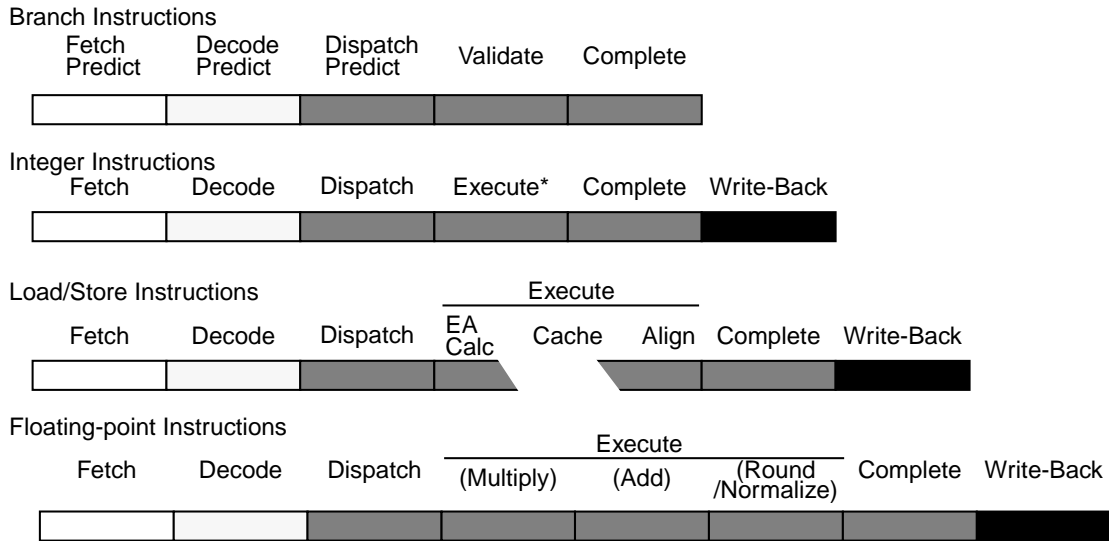 Branch Instructions
Fetch Predict Decode Predict Dispatch Predict Validate Complete
Integer Instructions
Fetch Decode Dispatch Execute* Complete Write-Back
Load/Store Instructions
Execute
Fetch Decode Dispatch EA Calc Cache Align Complete Write-Back
Floating-point Instructions
Execute
Fetch Decode Dispatch (Multiply) (Add) (Round /Normalize) Complete Write-Back